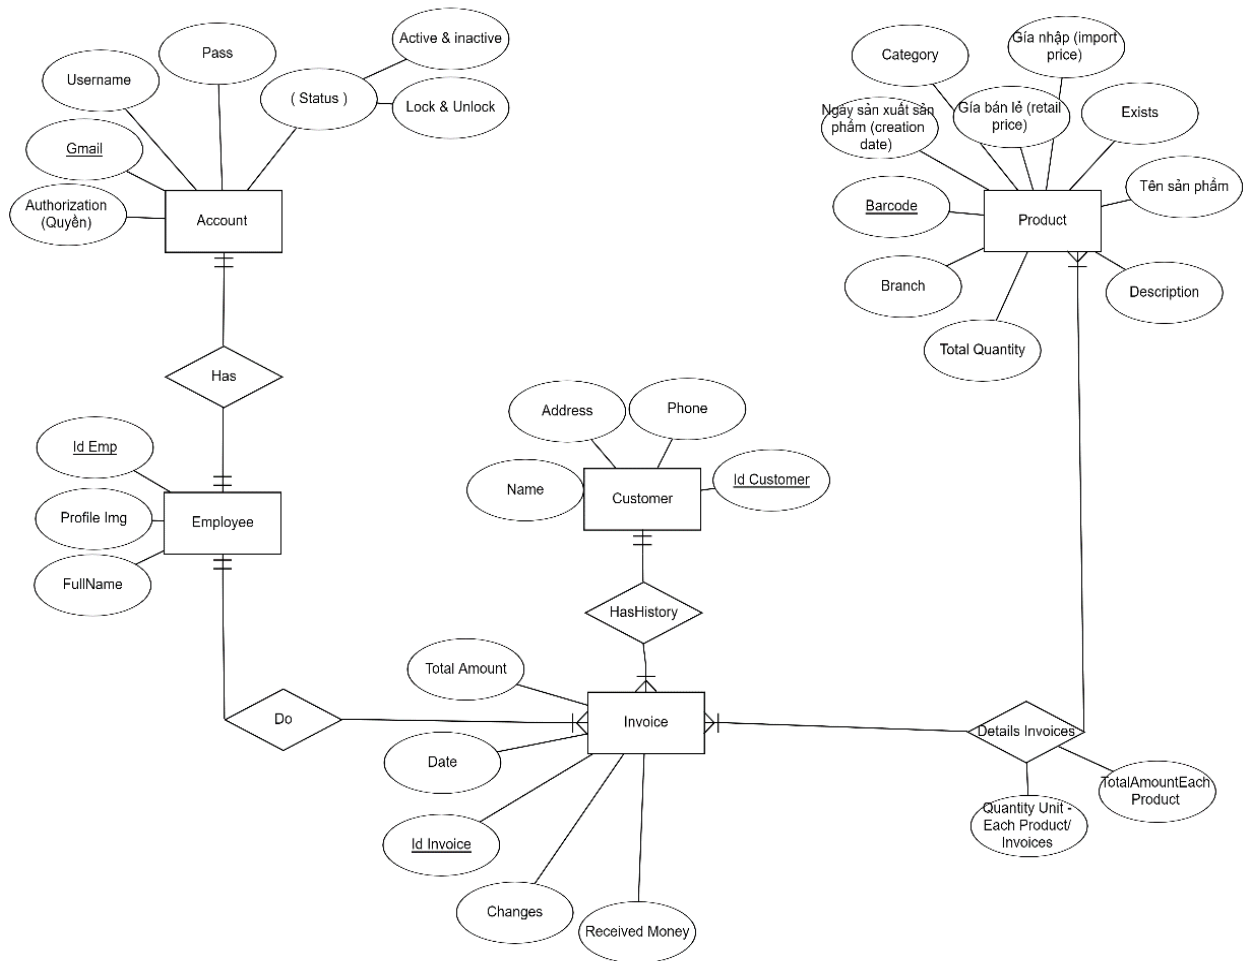 Active & inactive
Pass
Username
( Status )
Lock & Unlock
Gmail
Authorization
(Quyền)
Account
Has
Id Emp
Profile Img
Employee
FullName
Do
Category
Gía nhập (import
price)
Ngày sản xuất sản
phẩm (creation
date)
Gía bán lẻ (retail
price)
Exists
Tên sản phẩm
Barcode
Product
Branch
Description
Total Quantity
Address
Phone
Name
Customer
Id Customer
HasHistory
Total Amount
Invoice
Date
Id Invoice
Changes
Received Money
Details Invoices
TotalAmountEach
Product
Quantity Unit -
Each Product/
Invoices